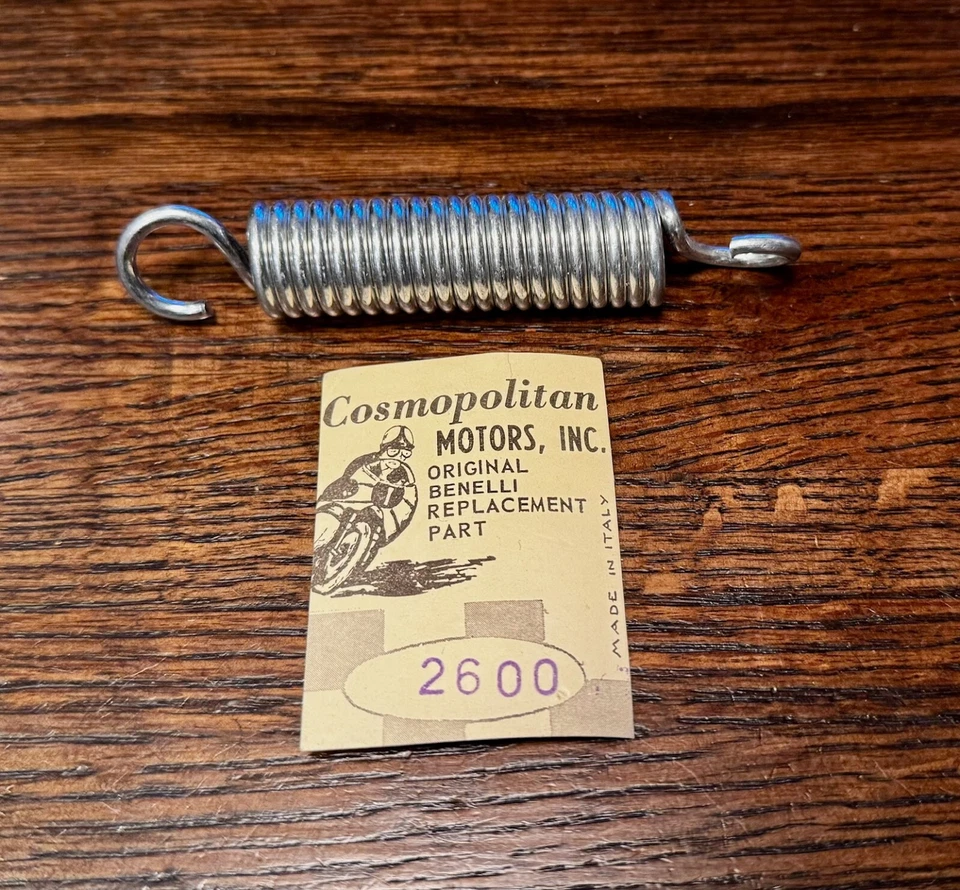 Cosmopolitan
MOTORS, INC.
ORIGINAL
BENELLI
REPLACEMENT
PART
MADE IN ITALY
2600